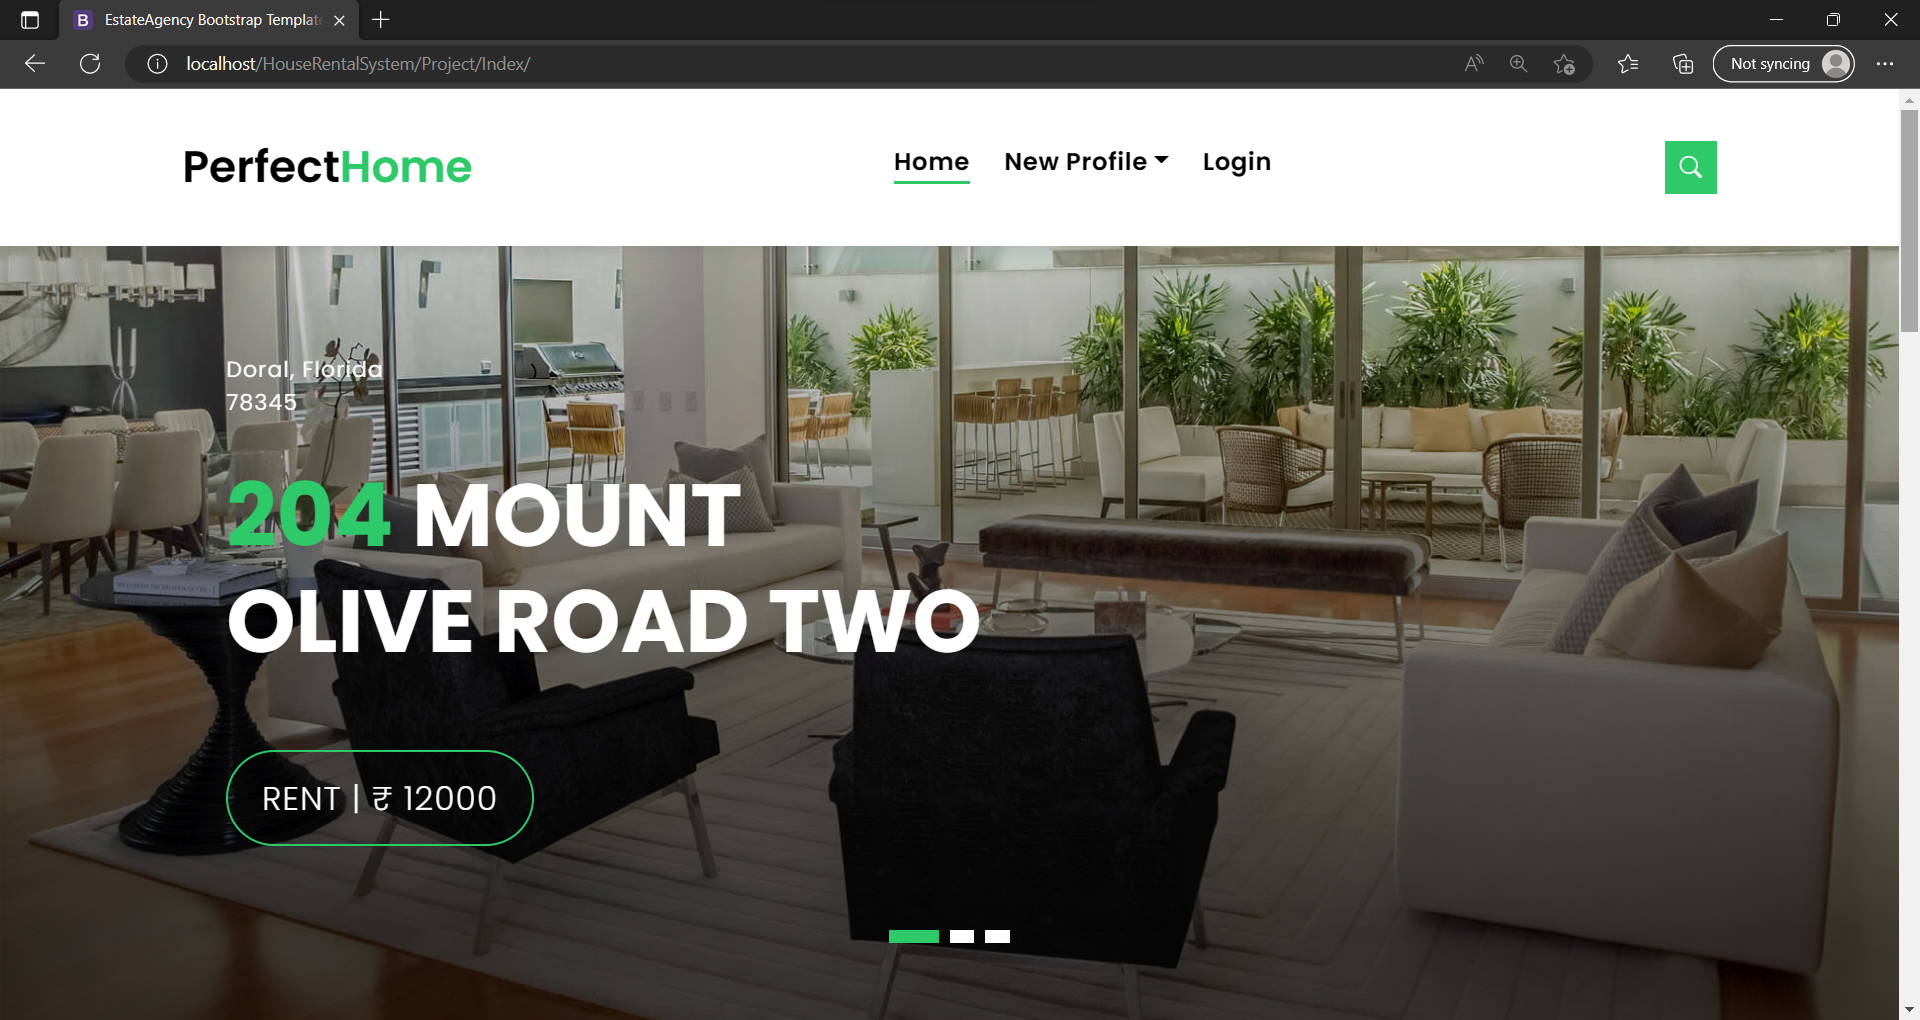 EstateAgency Bootstrap Templat
localhost/HouseRentalSystem/Project/Index/
Not syncing
PerfectHome
Home
New Profile
Login
Doral, Florida
78345
204 MOUNT
OLIVE ROAD TWO
RENT | ₹ 12000